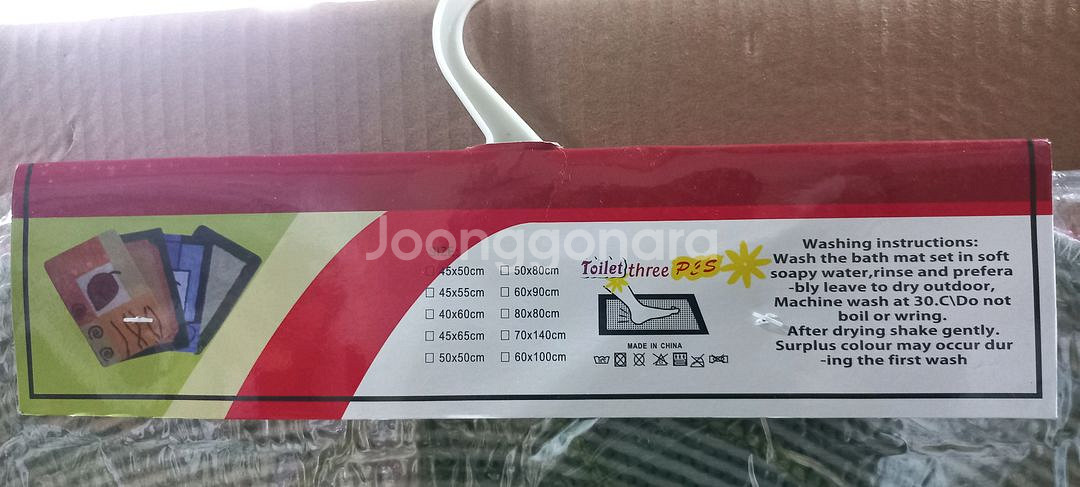 Joonggonara
□ 45x50cm
□ 45x55cm
□ 40x60cm
□ 45x65cm
□ 50x50cm
□ 50x80cm
□ 60x90cm
□ 80x80cm
□ 70x140cm
□ 60x100cm
Toilet three PCS
MADE IN CHINA
Washing instructions:
Wash the bath mat set in soft
soapy water,rinse and prefera
-bly leave to dry outdoor,
Machine wash at 30.C\Do not
boil or wring.
After drying shake gently.
Surplus colour may occur dur
-ing the first wash